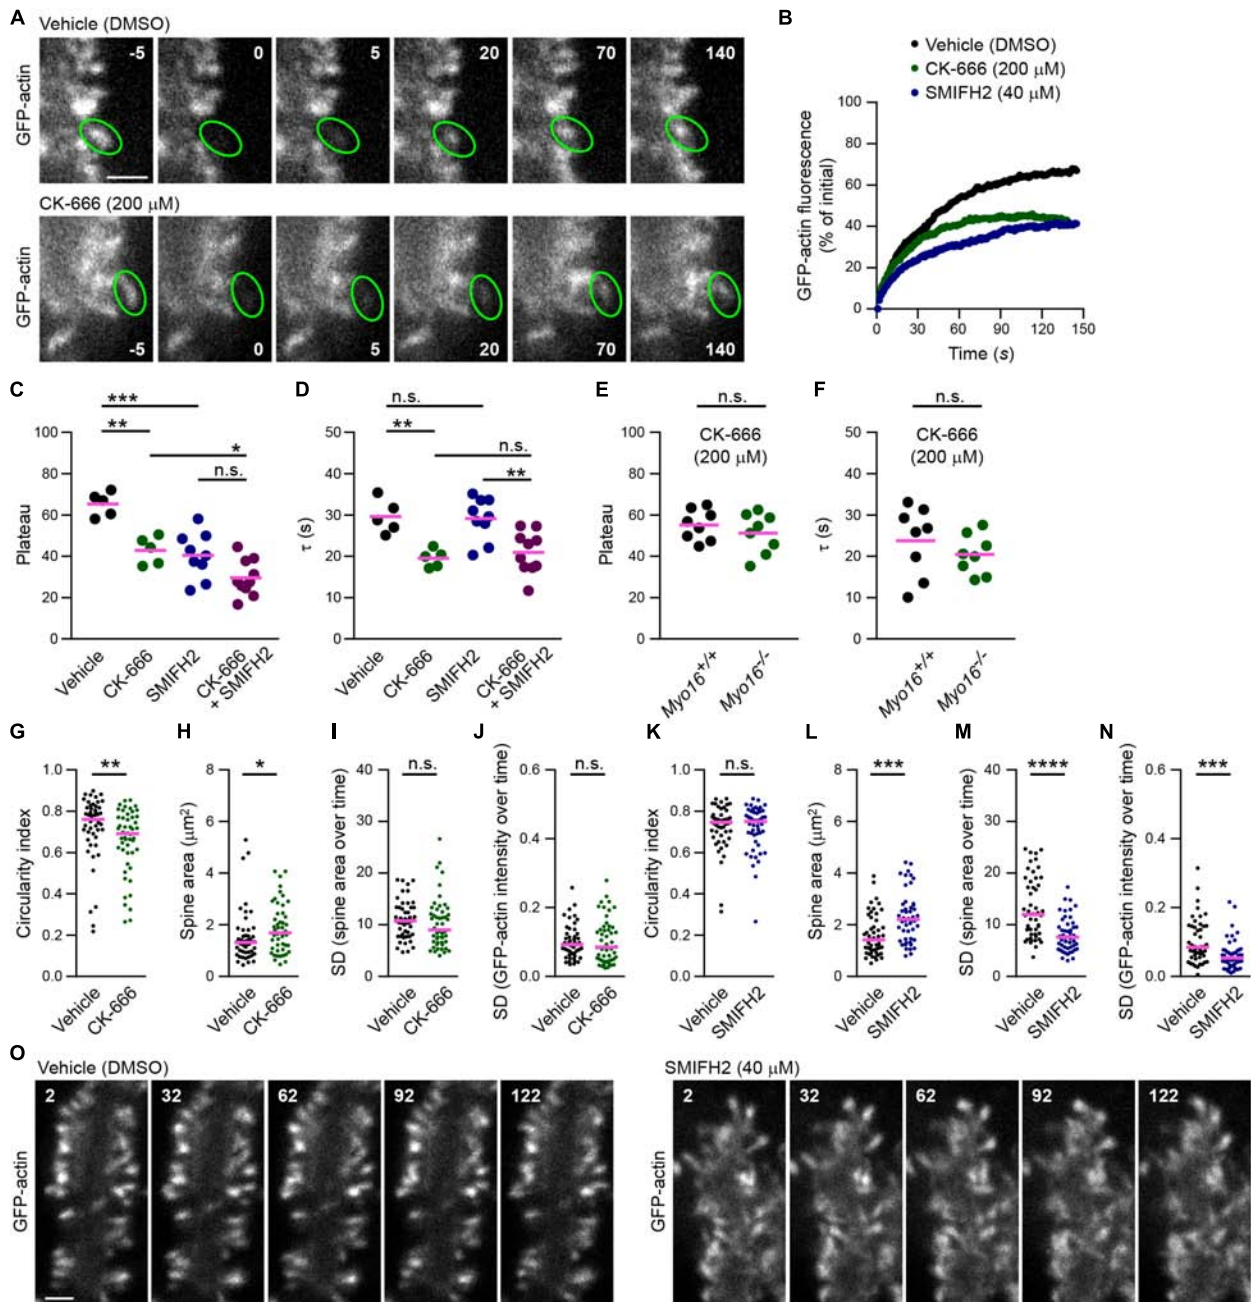 A
Vehicle (DMSO)
GFP-actin
-5
0
5
20
70
140
CK-666 (200 μM)
GFP-actin
-5
0
5
20
70
140
B
Vehicle (DMSO)
CK-666 (200 μM)
SMIFH2 (40 μM)
GFP-actin fluorescence
(% of initial)
100
80
60
40
20
0
0
30
60
90
120
150
Time (s)
C
***
**
*
n.s.
Plateau
100
80
60
40
20
0
Vehicle
CK-666
SMIFH2
CK-666
+ SMIFH2
D
n.s.
**
n.s.
**
τ (s)
50
40
30
20
10
0
Vehicle
CK-666
SMIFH2
CK-666
+ SMIFH2
E
n.s.
CK-666
(200 μM)
Plateau
100
80
60
40
20
0
Myo16+/+
Myo16-/-
F
n.s.
CK-666
(200 μM)
τ (s)
50
40
30
20
10
0
Myo16+/+
Myo16-/-
G
**
Circularity index
1.0
0.8
0.6
0.4
0.2
0.0
Vehicle
CK-666
H
*
Spine area (μm²)
8
6
4
2
0
Vehicle
CK-666
I
n.s.
SD (spine area over time)
40
30
20
10
0
Vehicle
CK-666
J
n.s.
SD (GFP-actin intensity over time)
0.6
0.4
0.2
0.0
Vehicle
CK-666
K
n.s.
Circularity index
1.0
0.8
0.6
0.4
0.2
0.0
Vehicle
SMIFH2
L
***
Spine area (μm²)
8
6
4
2
0
Vehicle
SMIFH2
M
****
SD (spine area over time)
40
30
20
10
0
Vehicle
SMIFH2
N
***
SD (GFP-actin intensity over time)
0.6
0.4
0.2
0.0
Vehicle
SMIFH2
O
Vehicle (DMSO)
GFP-actin
2
32
62
92
122
SMIFH2 (40 μM)
GFP-actin
2
32
62
92
122